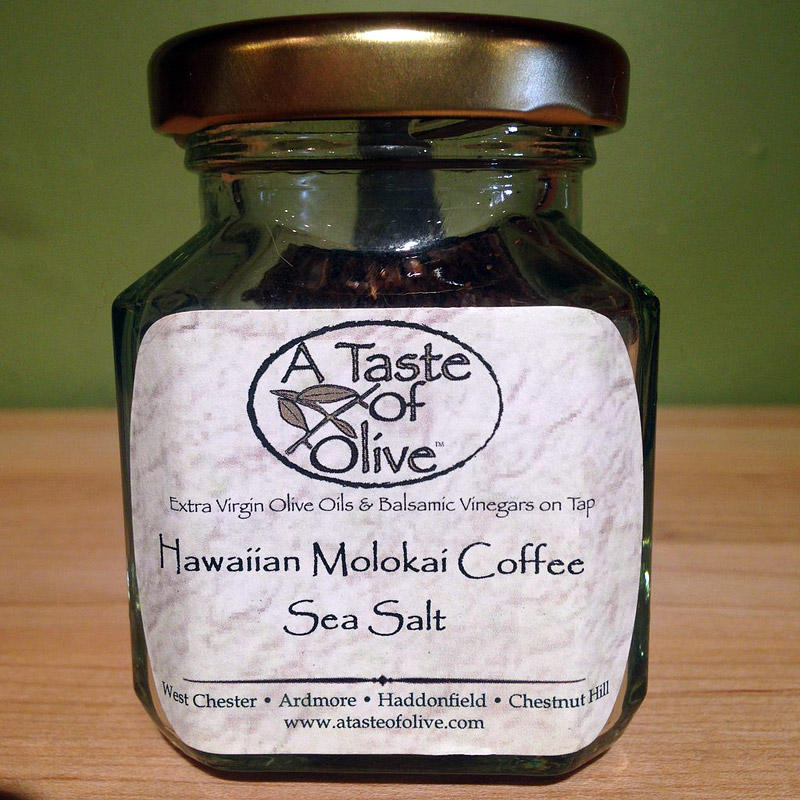 A Taste
of
Olive™
Extra Virgin Olive Oils & Balsamic Vinegars on Tap
Hawaiian Molokai Coffee
Sea Salt
West Chester • Ardmore • Haddonfield • Chestnut Hill
www.atasteofolive.com